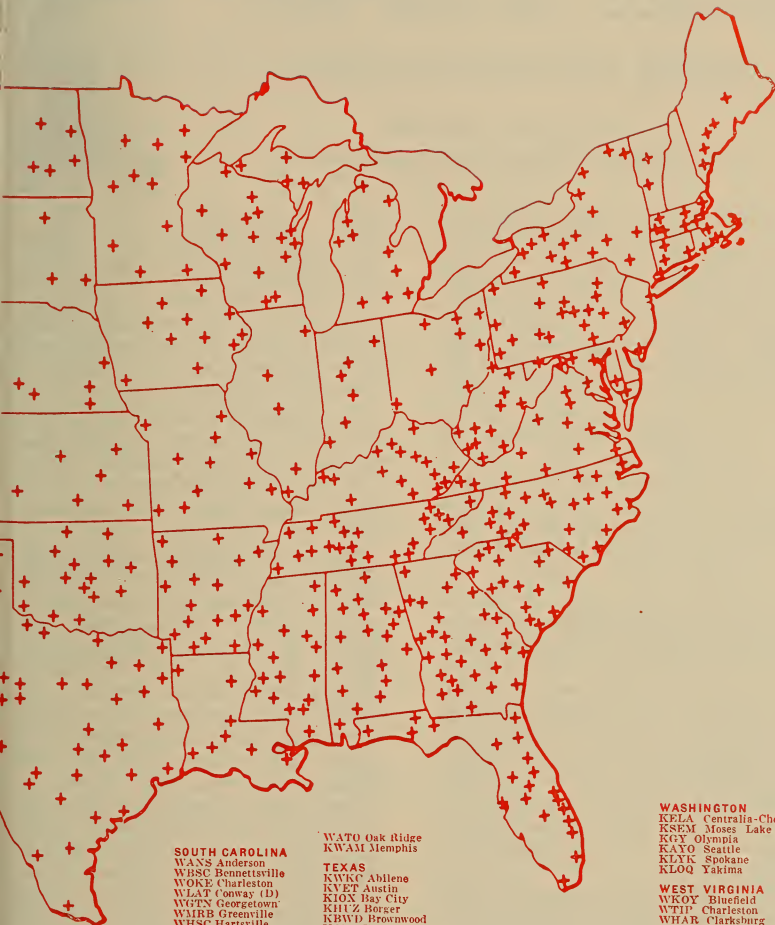 SOUTH CAROLINA
WANS Anderson
WBSC Bennettsville
WOKE Charleston
WLAT Conway (D)
WGTN Georgetown
WMRB Greenville
WHSC Hartsville
WATO Oak Ridge
KWAM Memphis
TEXAS
KWKC Abilene
KVET Austin
KIOX Bay City
KHUZ Borger
KBWD Brownwood
WASHINGTON
KELA Centralia-Che
KSEM Moses Lake
KGY Olympia
KAYO Seattle
KLYK Spokane
KLOQ Yakima
WEST VIRGINIA
WKOY Bluefield
WTIP Charleston
WHAR Clarksburg